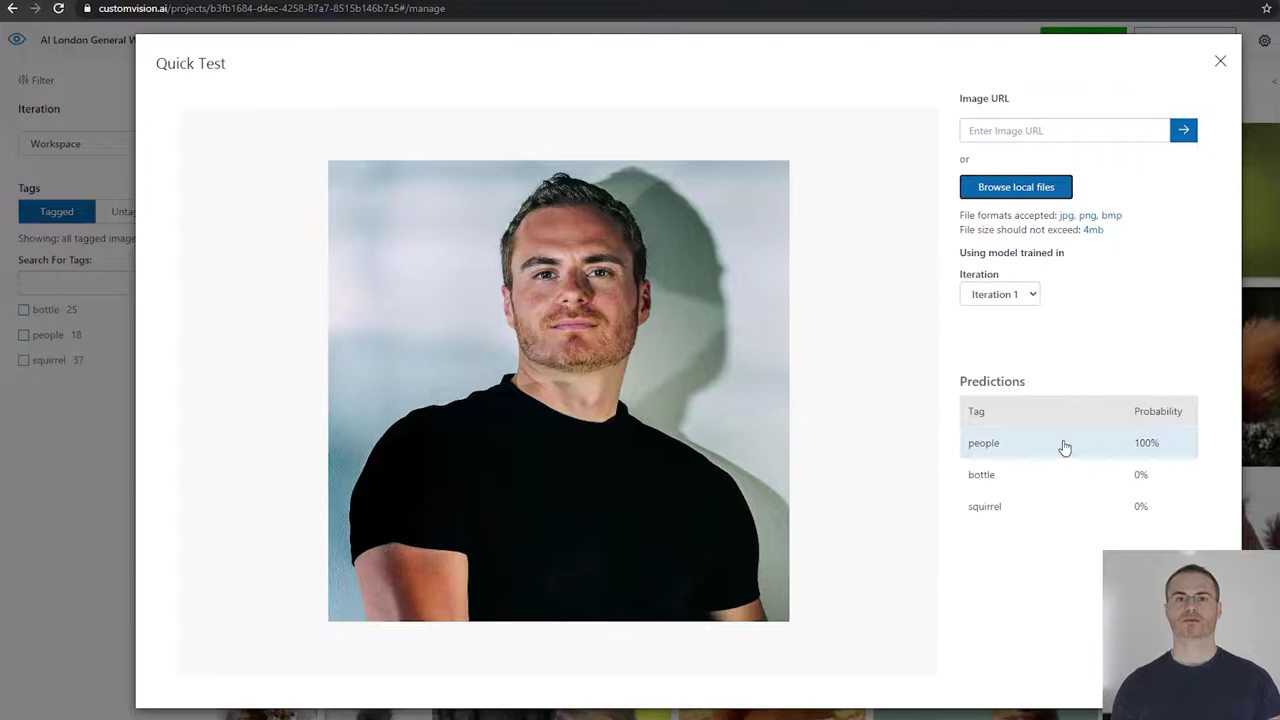 customvision.ai/projects/b3fb1684-d4ec-4258-87a7-8515b146b7a5#/manage
AI London General W
Quick Test
Filter
Iteration
Workspace
Tags
Tagged
Showing: all tagged image
Search For Tags:
bottle 25
people 18
squirrel 37
Image URL
Enter Image URL
or
Browse local files
File formats accepted: jpg, png, bmp
File size should not exceed: 4mb
Using model trained in
Iteration
Iteration 1
Predictions
Tag Probability
people 100%
bottle 0%
squirrel 0%